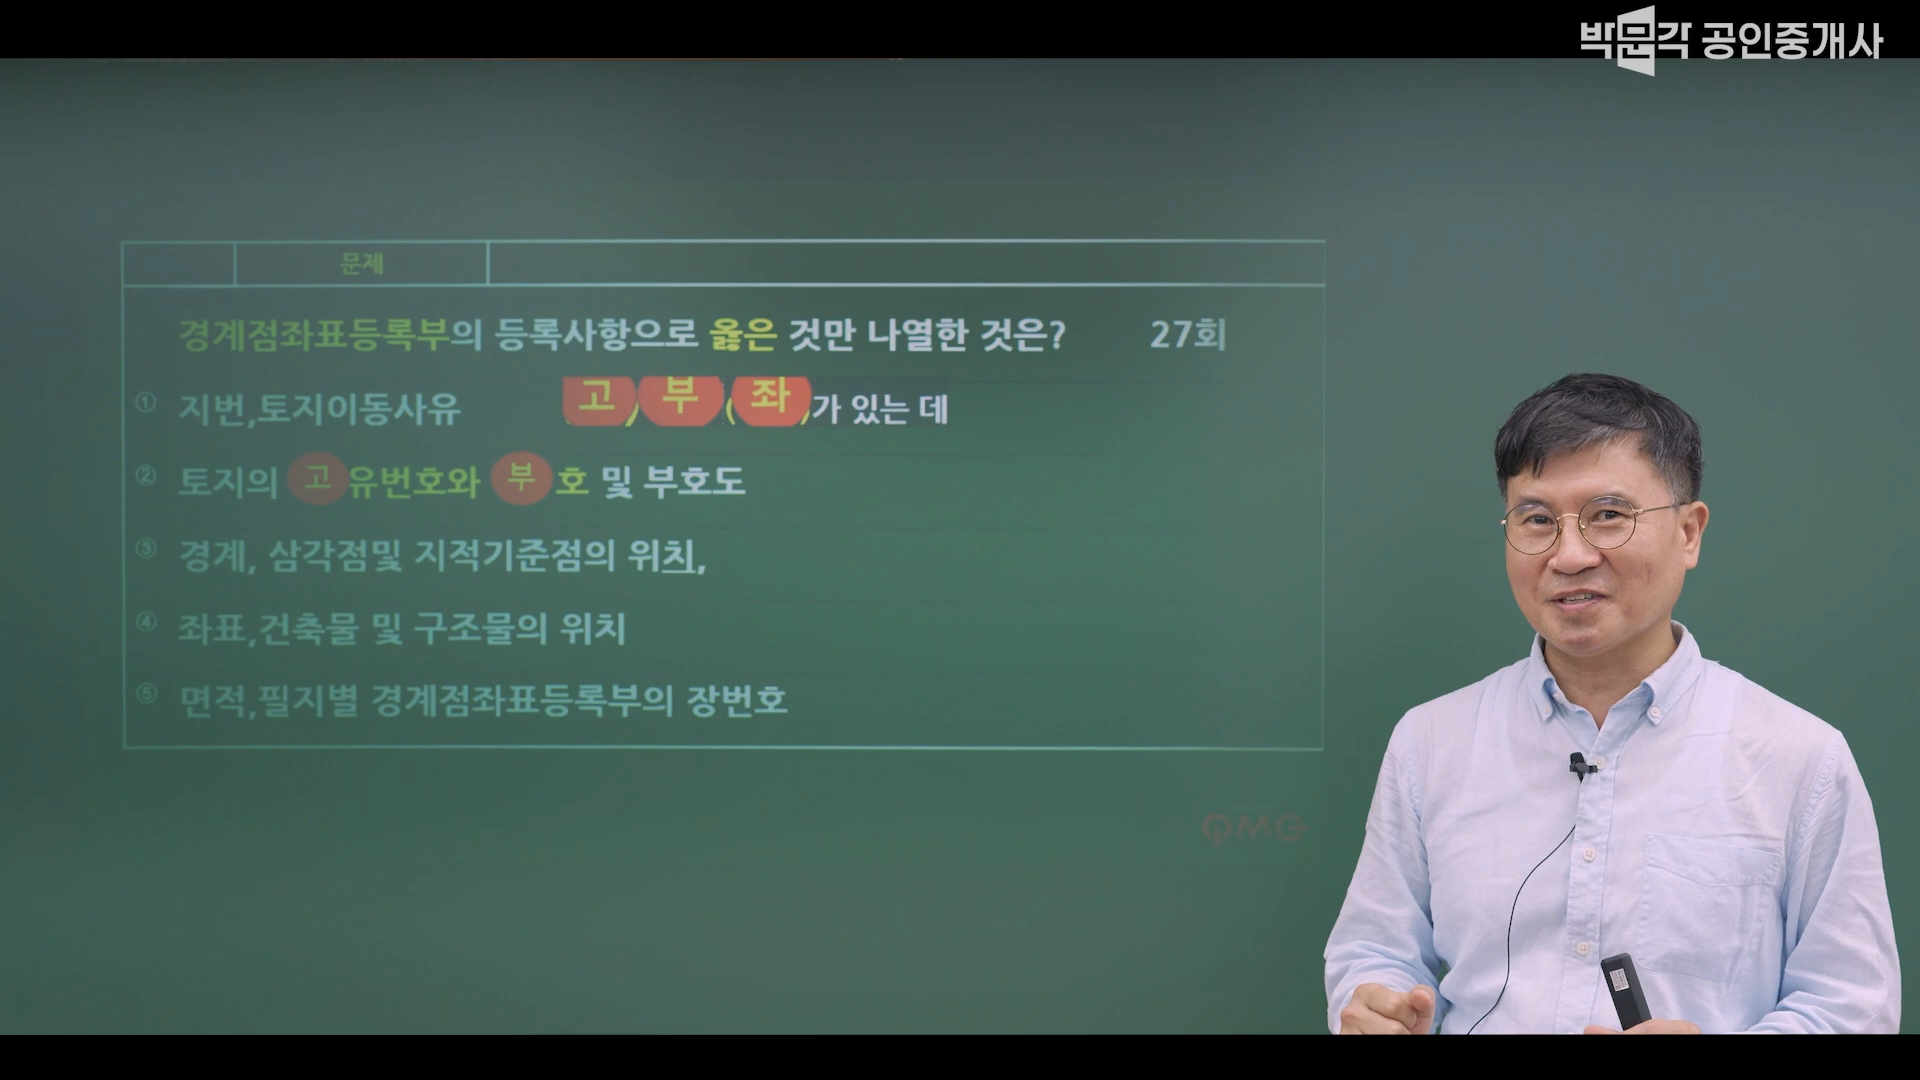 박문각 공인중개사
문제
경계점좌표등록부의 등록사항으로 옳은 것만 나열한 것은? 27회
① 지번,토지이동사유 고, 부(좌)가 있는 데
② 토지의 고유번호와 부호 및 부호도
③ 경계, 삼각점및 지적기준점의 위치,
④ 좌표,건축물 및 구조물의 위치
⑤ 면적,필지별 경계점좌표등록부의 장번호
PMG